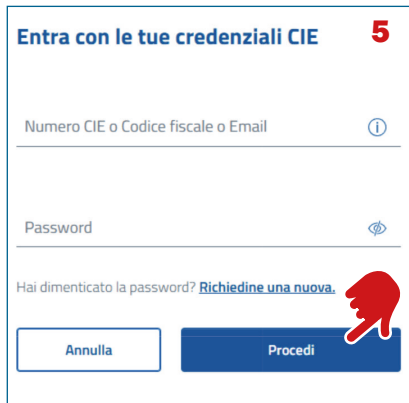 Entra con le tue credenziali CIE 5
Numero CIE o Codice fiscale o Email
Password
Hai dimenticato la password? Richiedine una nuova.
Annulla Procedi